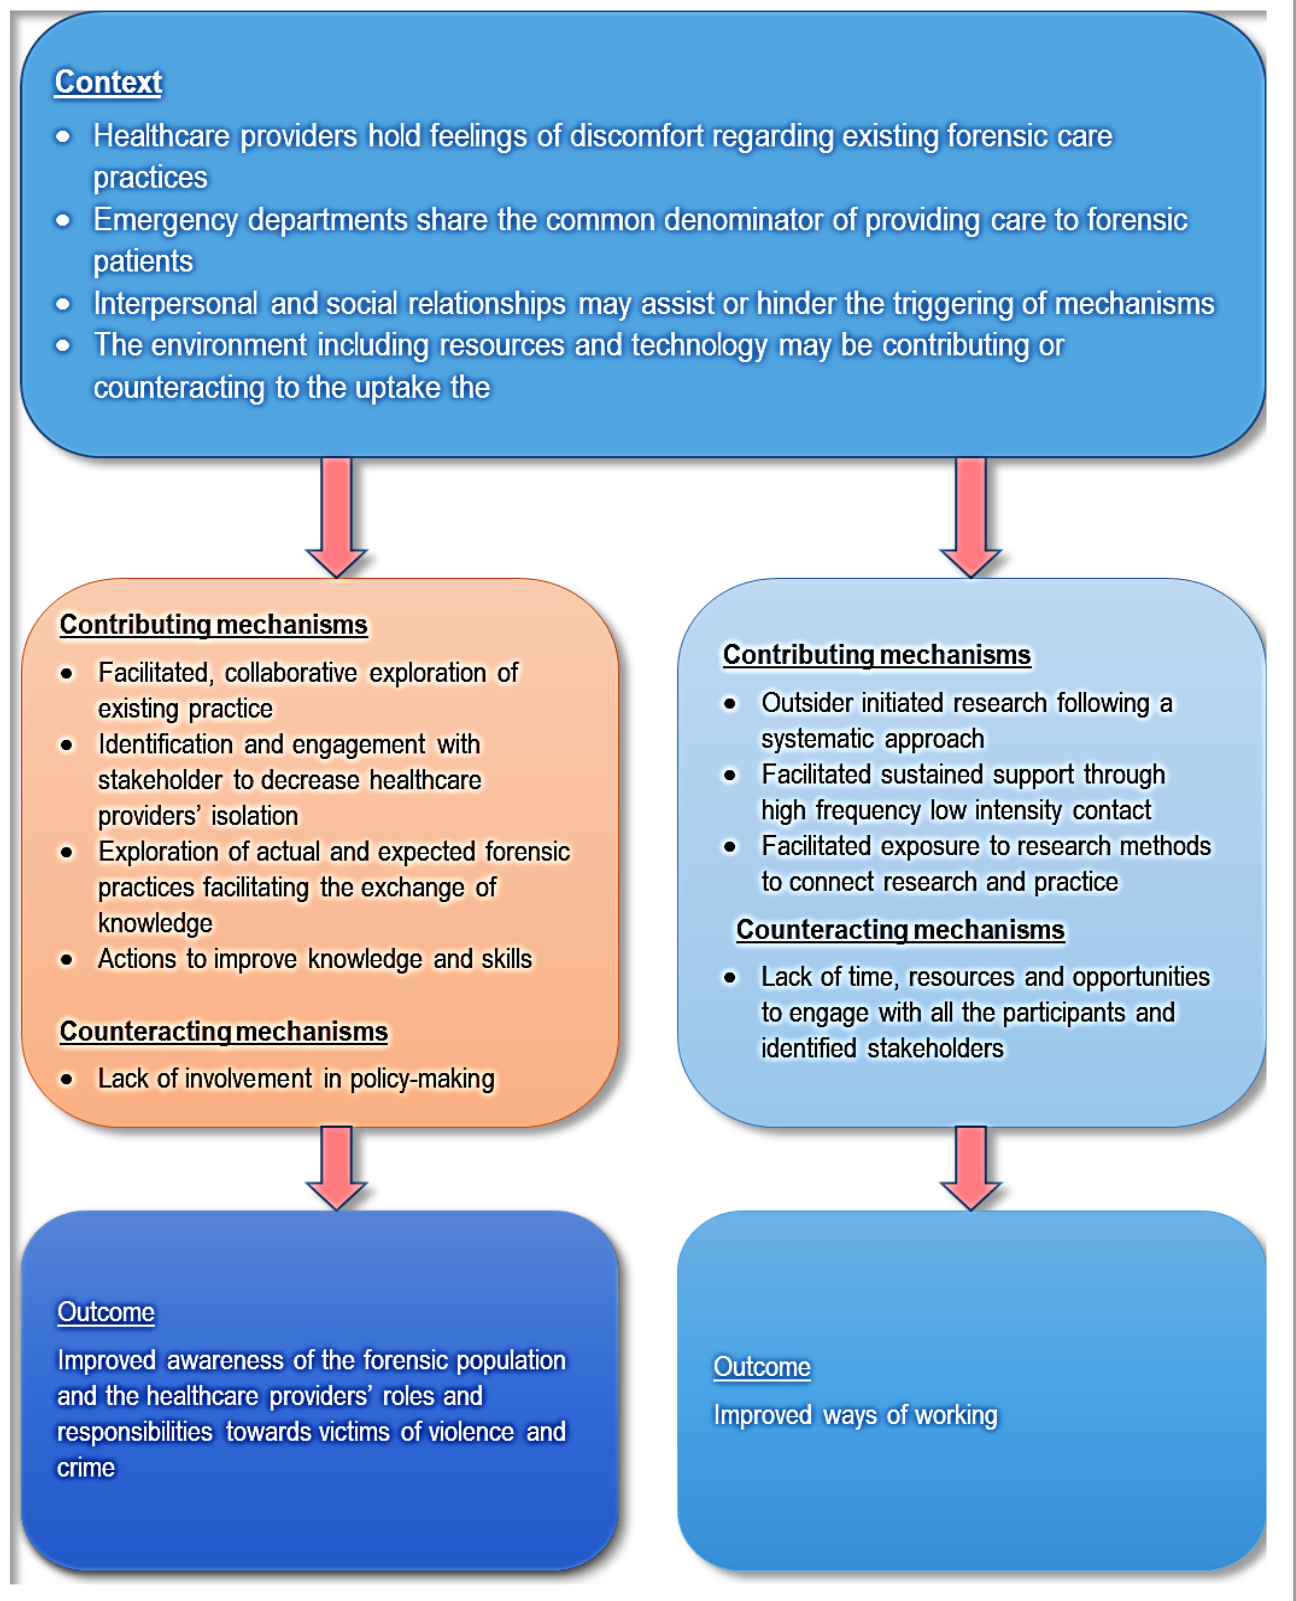 Context
• Healthcare providers hold feelings of discomfort regarding existing forensic care
practices
• Emergency departments share the common denominator of providing care to forensic
patients
• Interpersonal and social relationships may assist or hinder the triggering of mechanisms
• The environment including resources and technology may be contributing or
counteracting to the uptake the
Contributing mechanisms
• Facilitated, collaborative exploration of
existing practice
• Identification and engagement with
stakeholder to decrease healthcare
providers’ isolation
• Exploration of actual and expected forensic
practices facilitating the exchange of
knowledge
• Actions to improve knowledge and skills
Counteracting mechanisms
• Lack of involvement in policy-making
Contributing mechanisms
• Outsider initiated research following a
systematic approach
• Facilitated sustained support through
high frequency low intensity contact
• Facilitated exposure to research methods
to connect research and practice
Counteracting mechanisms
• Lack of time, resources and opportunities
to engage with all the participants and
identified stakeholders
Outcome
Improved awareness of the forensic population
and the healthcare providers’ roles and
responsibilities towards victims of violence and
crime
Outcome
Improved ways of working